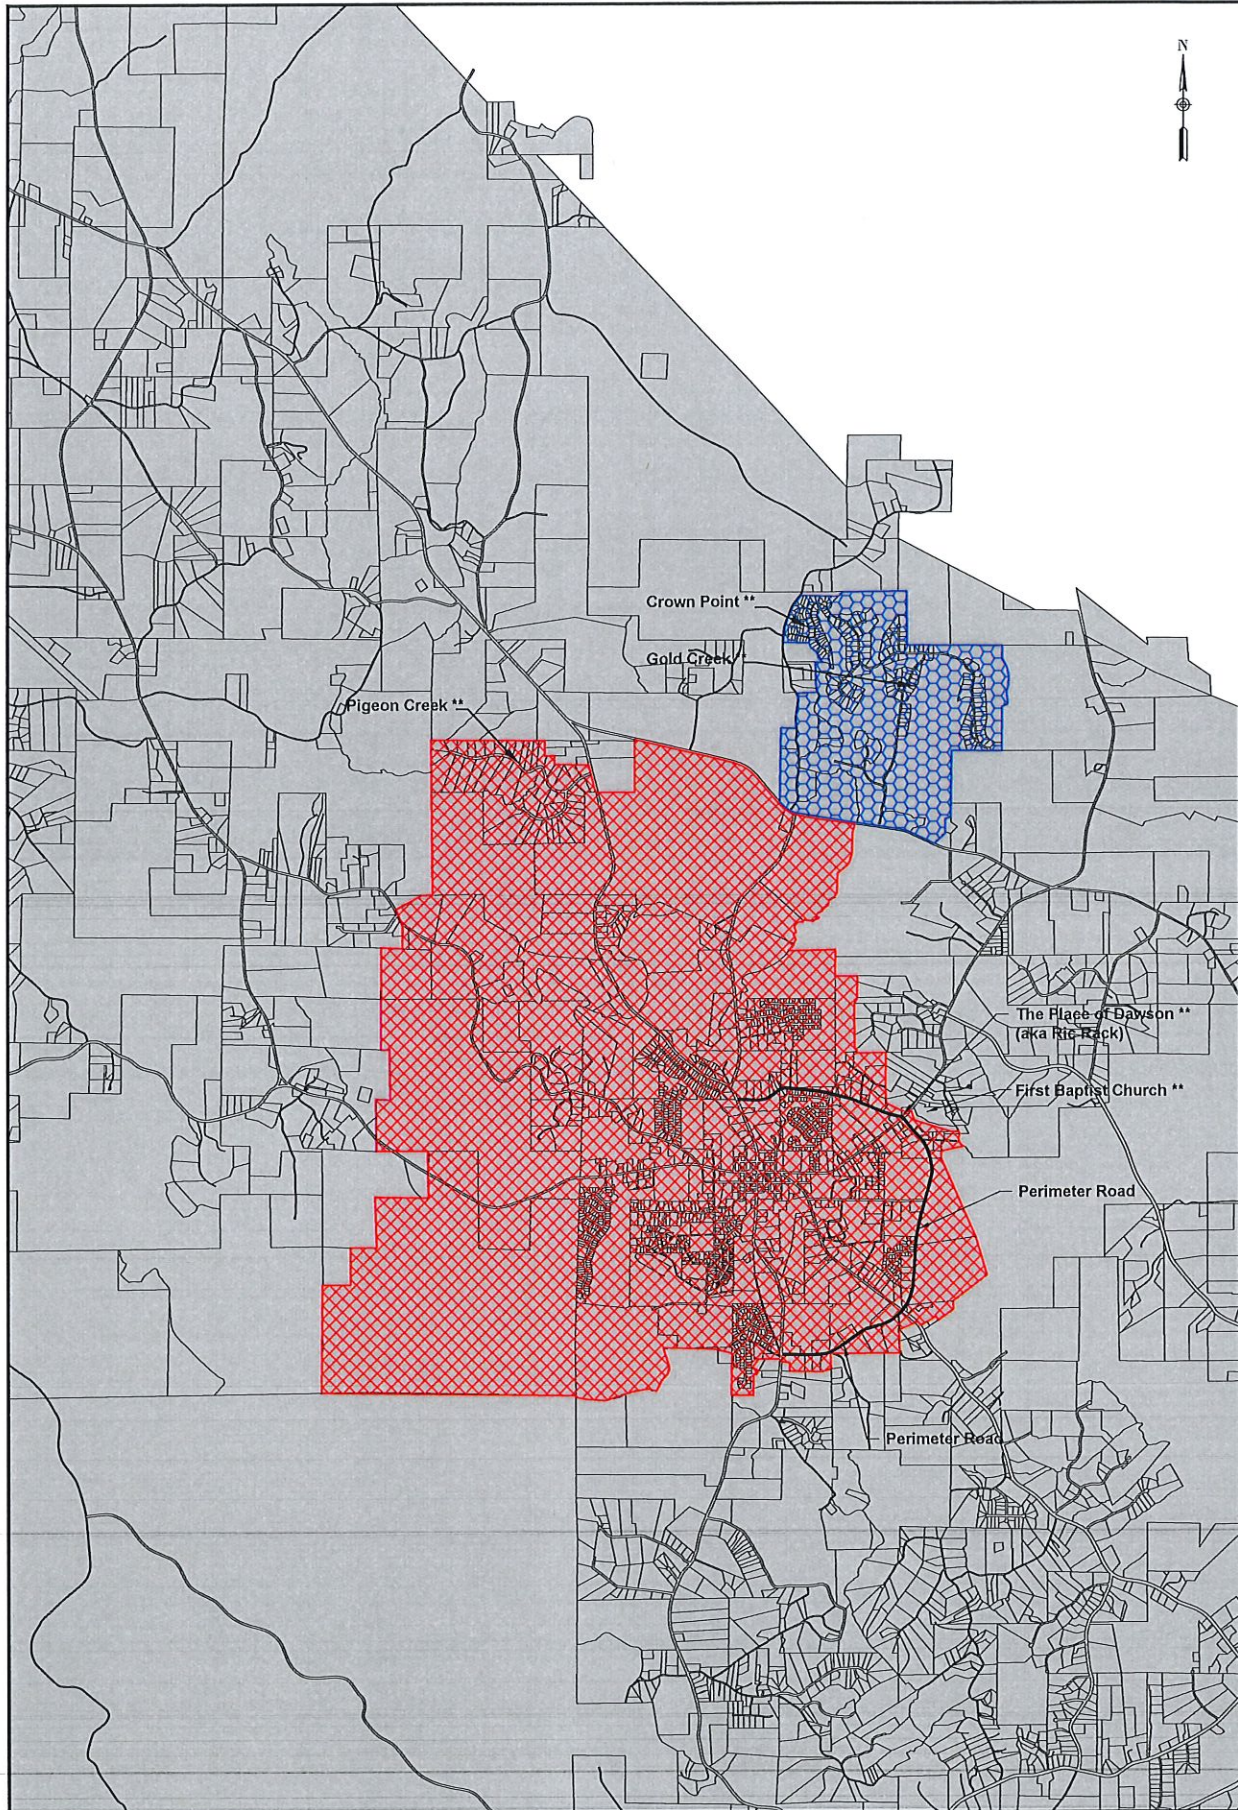 N
Crown Point **
Gold Creek **
Pigeon Creek **
The Place of Dawson **
(aka Ric Rack)
First Baptist Church **
Perimeter Road
Perimeter Road